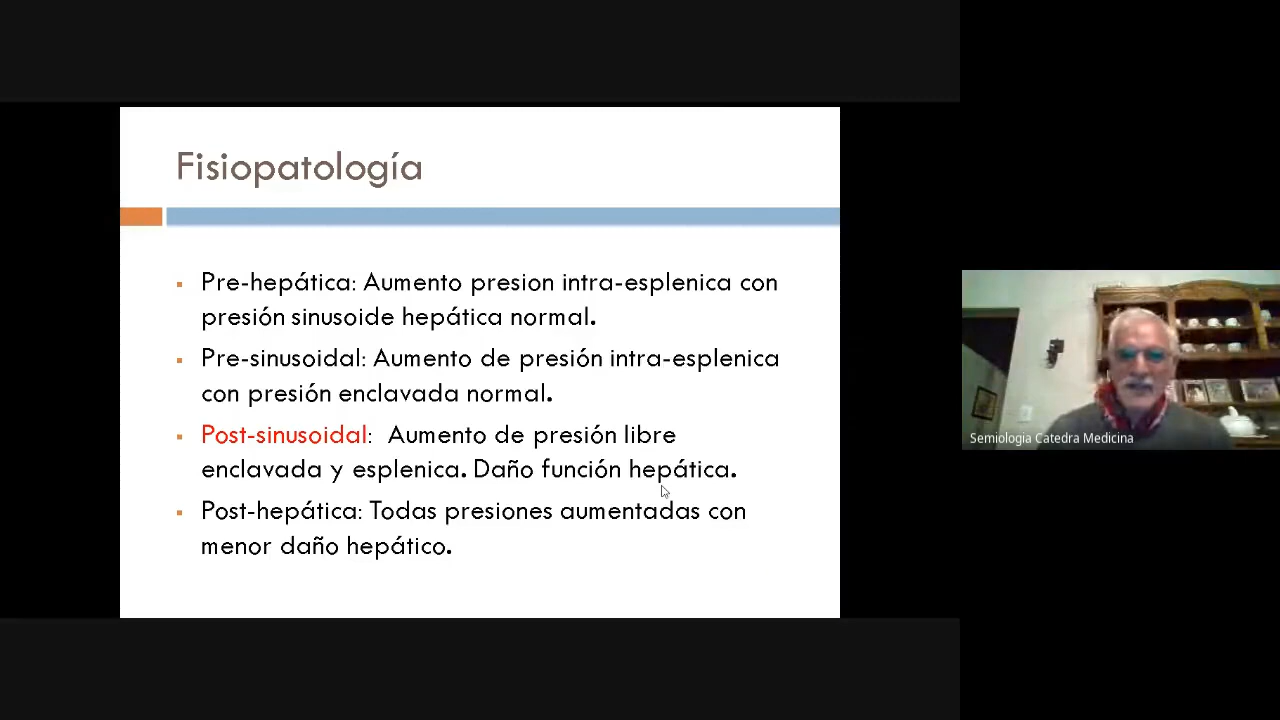 Fisiopatología
Pre-hepática: Aumento presion intra-esplenica con
presión sinusoide hepática normal.
Pre-sinusoidal: Aumento de presión intra-esplenica
con presión enclavada normal.
Post-sinusoidal: Aumento de presión libre
enclavada y esplenica. Daño función hepática.
Post-hepática: Todas presiones aumentadas con
menor daño hepático.
Semiologia Catedra Medicina